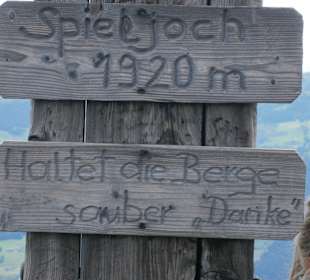 Spieljoch
1920 m
Haltet die Berge
sauber „Danke“